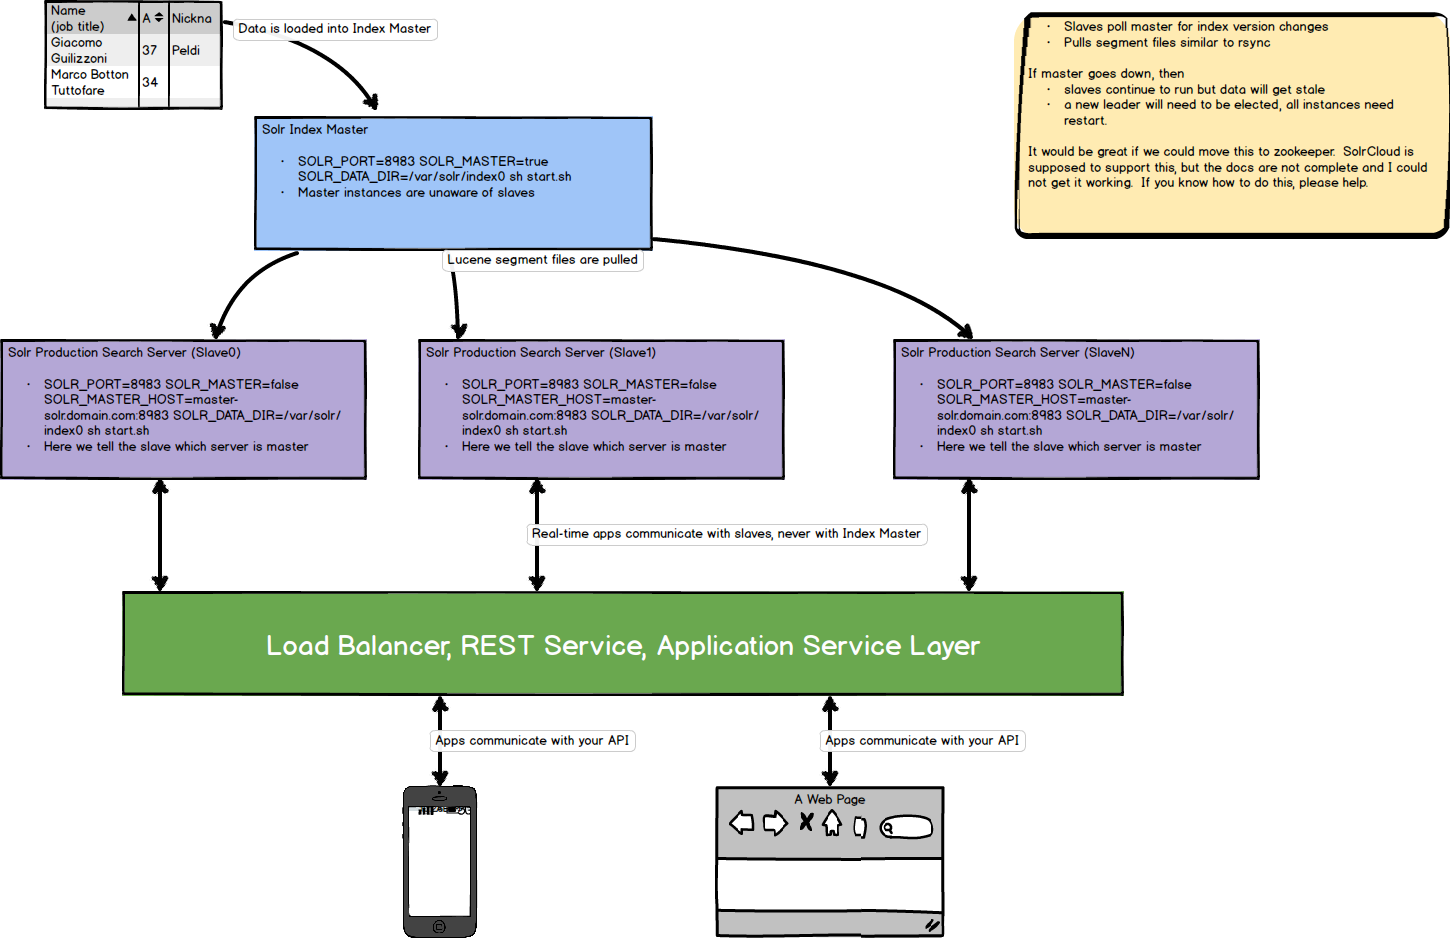 Name
(job title)
A
Nickna
Giacomo
Guilizzoni
37
Peldi
Marco Botton
Tuttofare
34
Data is loaded into Index Master
· Slaves poll master for index version changes
· Pulls segment files similar to rsync
If master goes down, then
· slaves continue to run but data will get stale
· a new leader will need to be elected, all instances need
restart.
It would be great if we could move this to zookeeper. SolrCloud is
supposed to support this, but the docs are not complete and I could
not get it working. If you know how to do this, please help.
Solr Index Master
· SOLR_PORT=8983 SOLR_MASTER=true
SOLR_DATA_DIR=/var/solr/index0 sh start.sh
· Master instances are unaware of slaves
Lucene segment files are pulled
Solr Production Search Server (Slave0)
· SOLR_PORT=8983 SOLR_MASTER=false
SOLR_MASTER_HOST=master-
solr.domain.com:8983 SOLR_DATA_DIR=/var/solr/
index0 sh start.sh
· Here we tell the slave which server is master
Solr Production Search Server (Slave1)
· SOLR_PORT=8983 SOLR_MASTER=false
SOLR_MASTER_HOST=master-
solr.domain.com:8983 SOLR_DATA_DIR=/var/solr/
index0 sh start.sh
· Here we tell the slave which server is master
Solr Production Search Server (SlaveN)
· SOLR_PORT=8983 SOLR_MASTER=false
SOLR_MASTER_HOST=master-
solr.domain.com:8983 SOLR_DATA_DIR=/var/solr/
index0 sh start.sh
· Here we tell the slave which server is master
Real-time apps communicate with slaves, never with Index Master
Load Balancer, REST Service, Application Service Layer
Apps communicate with your API
Apps communicate with your API
A Web Page